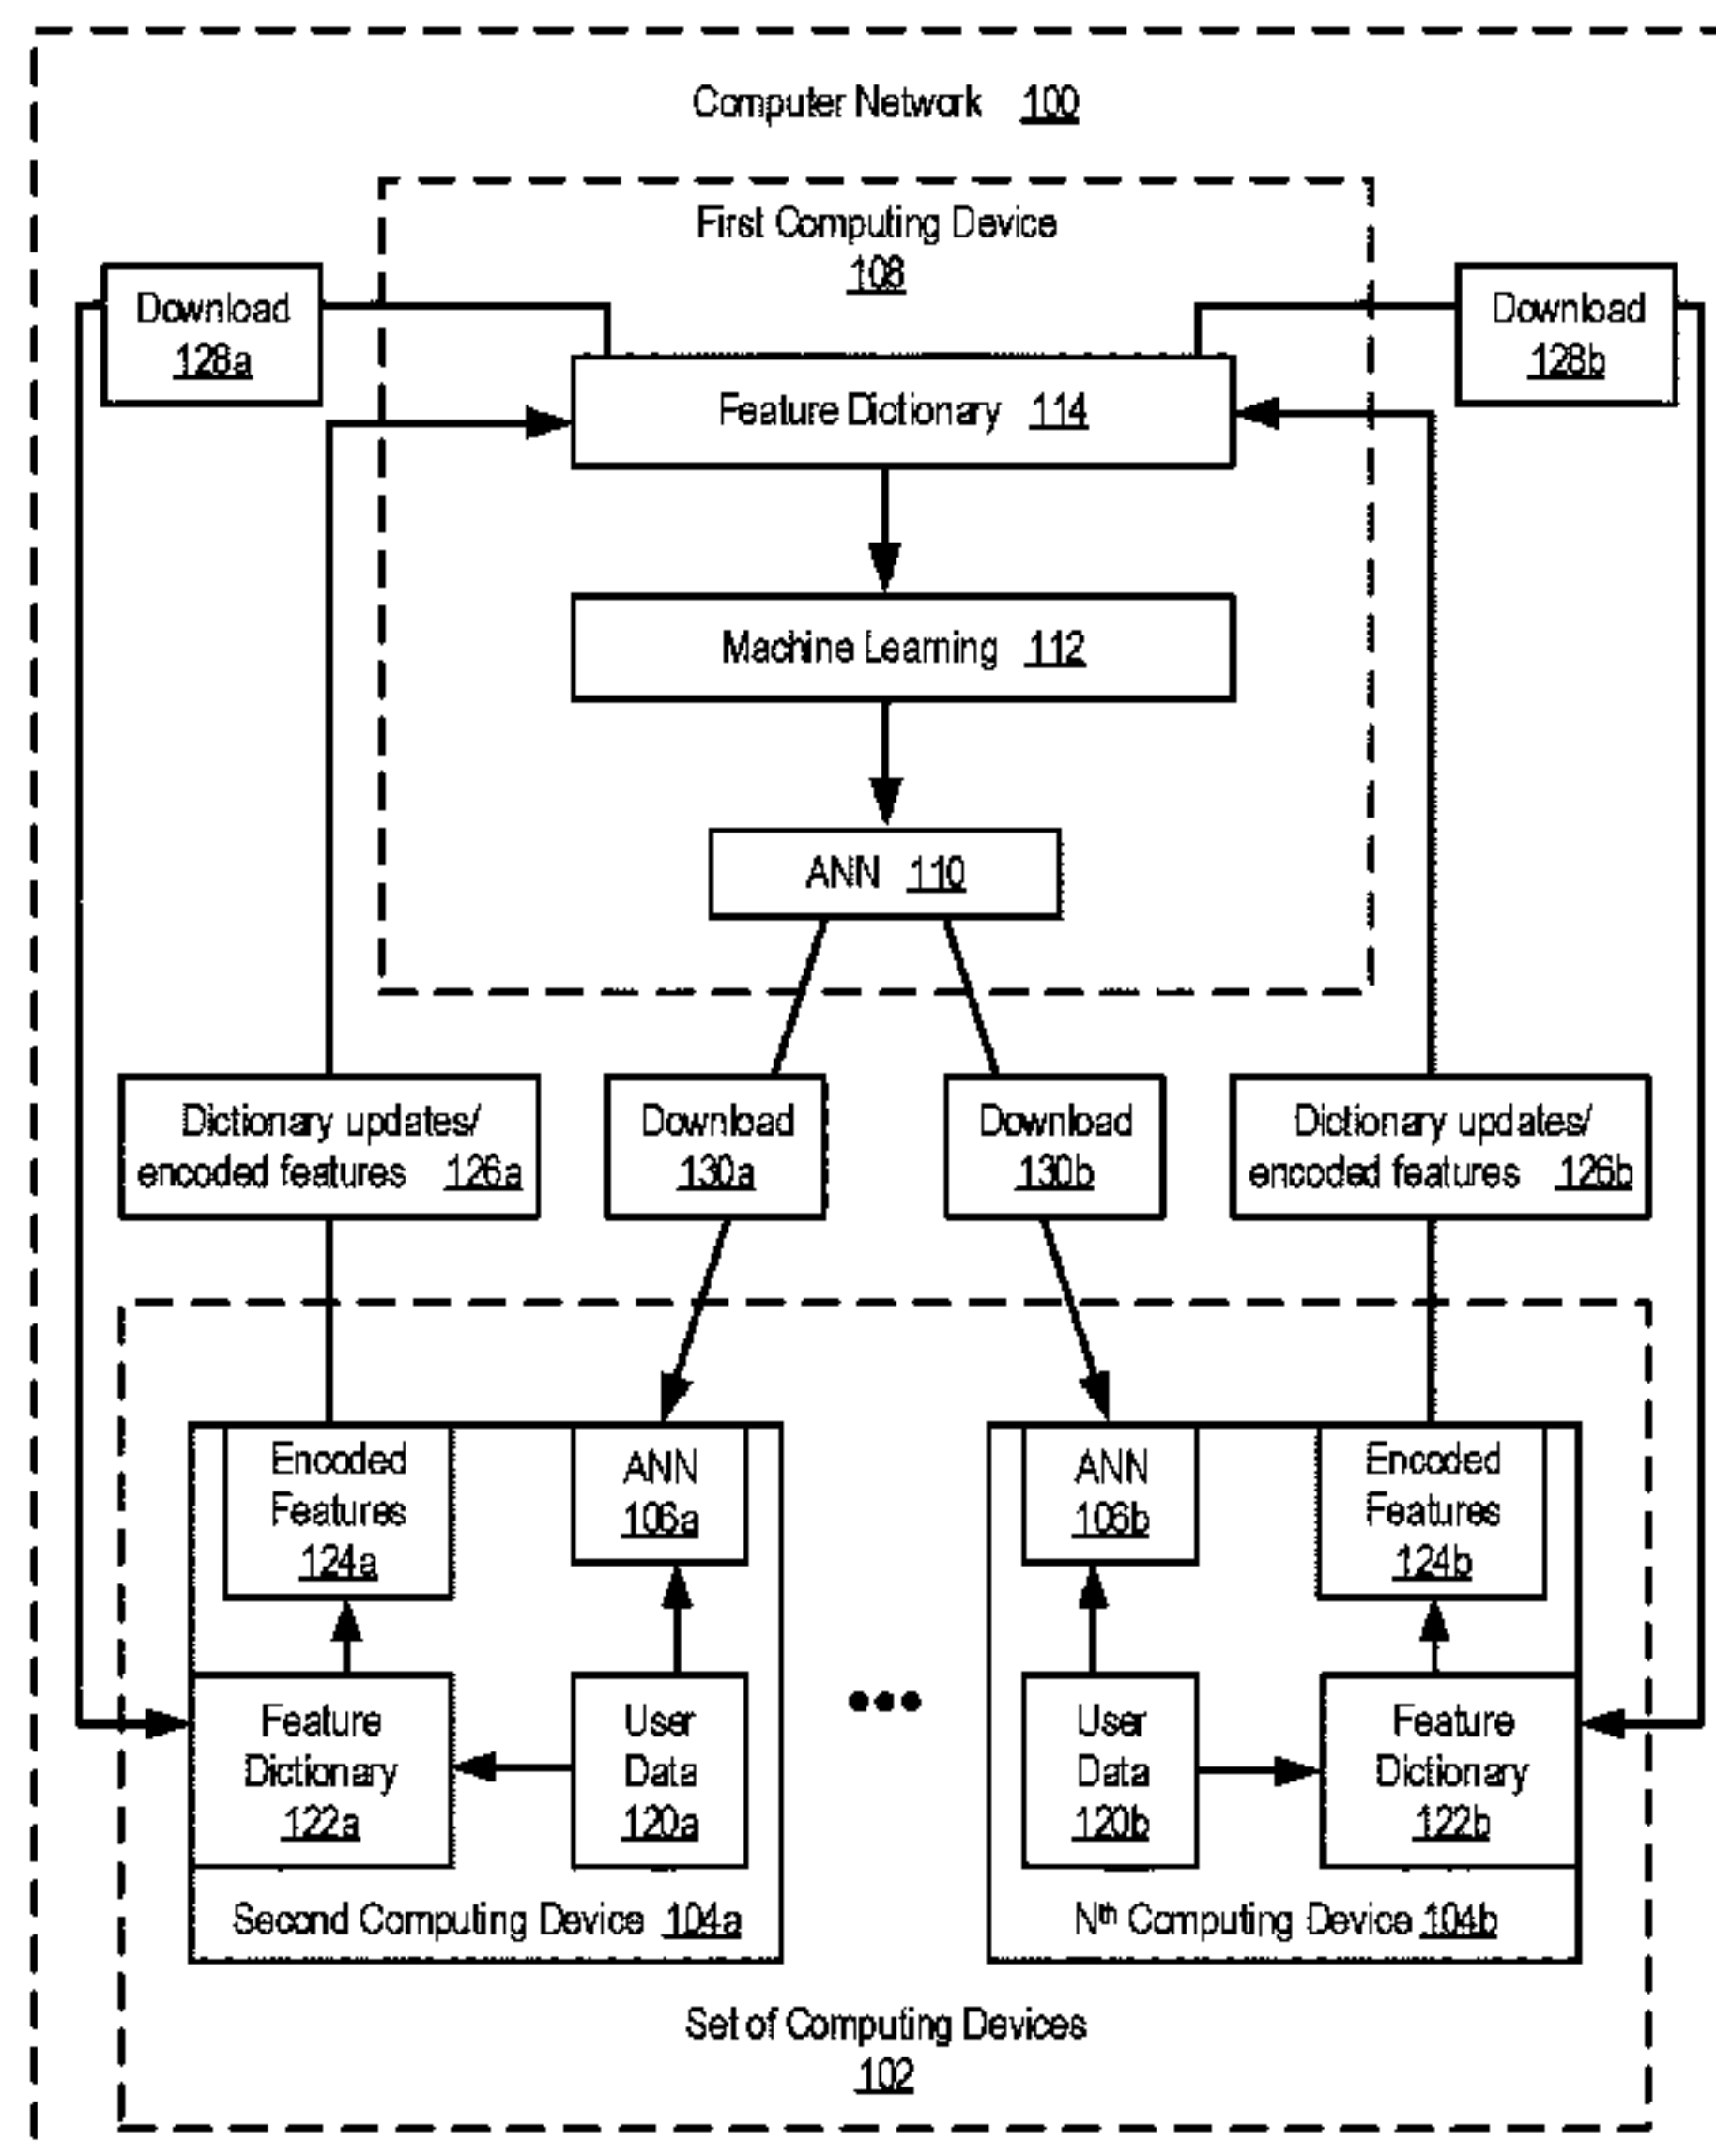 Computer Network 100
First Computing Device
108
Download
128a
Download
128b
Feature Dictionary 114
Machine Learning 112
ANN 110
Dictionary updates/
encoded features 126a
Download
130a
Download
130b
Dictionary updates/
encoded features 126b
Encoded
Features
124a
ANN
106a
ANN
106b
Encoded
Features
124b
Feature
Dictionary
122a
User
Data
120a
User
Data
120b
Feature
Dictionary
122b
Second Computing Device 104a
Nth Computing Device 104b
Set of Computing Devices
102